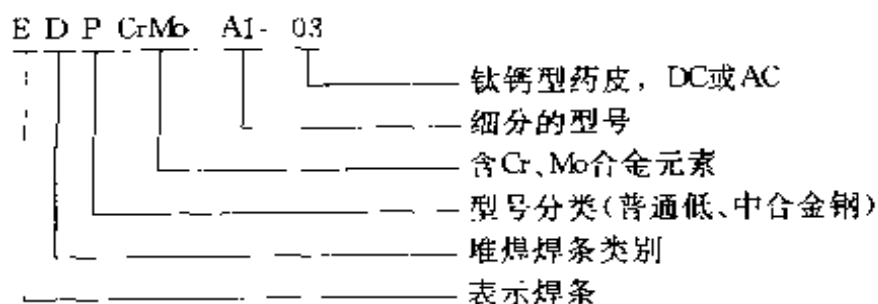 E D P CrMo A1- 03
钛钙型药皮，DC或AC
细分的型号
含Cr、Mo合金元素
型号分类(普通低、中合金钢)
堆焊焊条类别
表示焊条